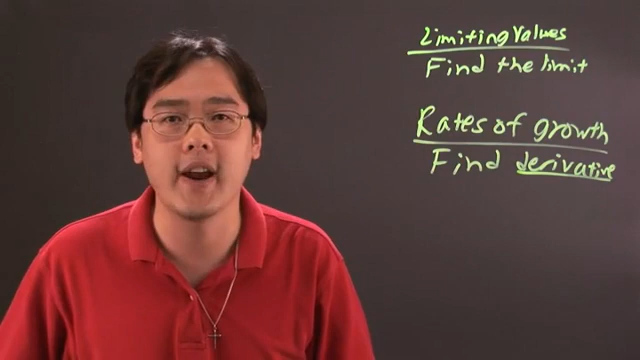 Limiting Values
Find the limit
Rates of growth
Find derivative